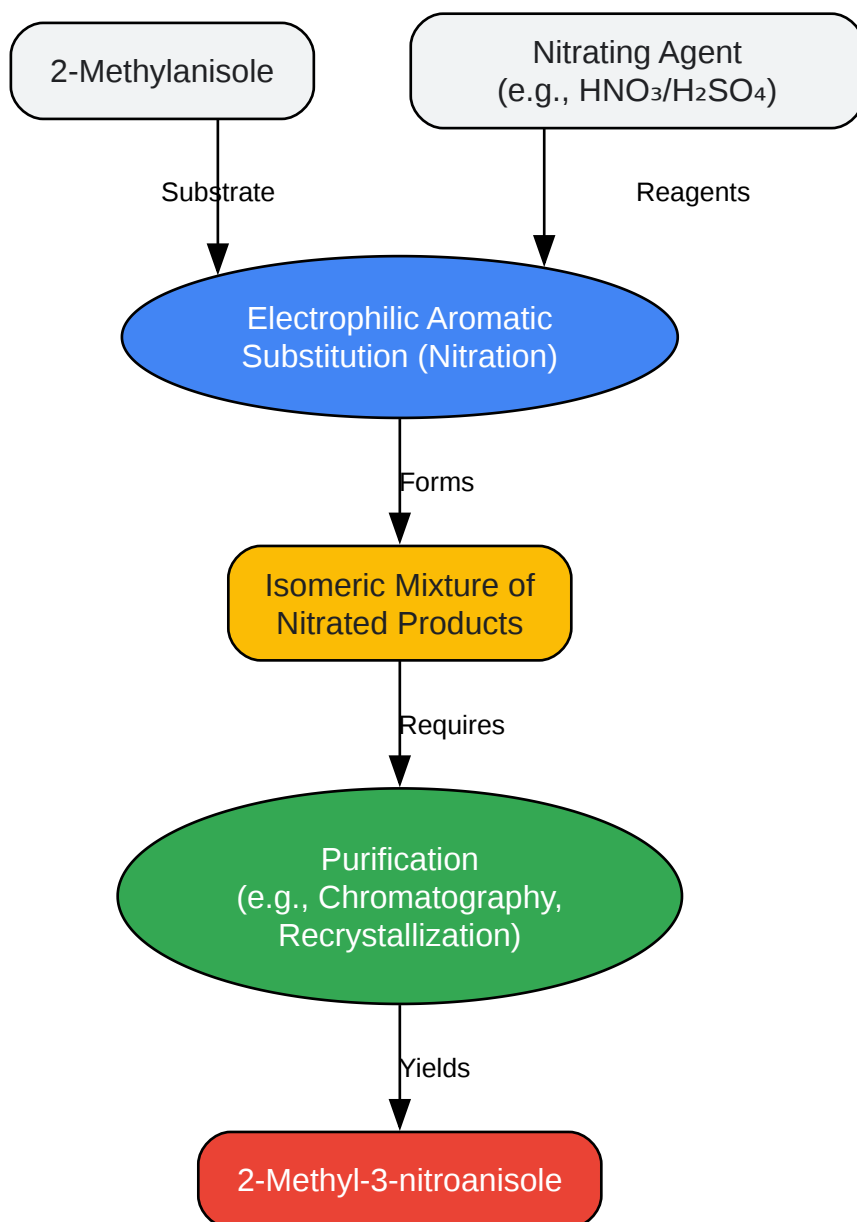 2-Methylanisole
Nitrating Agent
(e.g., HNO₃/H₂SO₄)
Substrate
Reagents
Electrophilic Aromatic
Substitution (Nitration)
Forms
Isomeric Mixture of
Nitrated Products
Requires
Purification
(e.g., Chromatography,
Recrystallization)
Yields
2-Methyl-3-nitroanisole